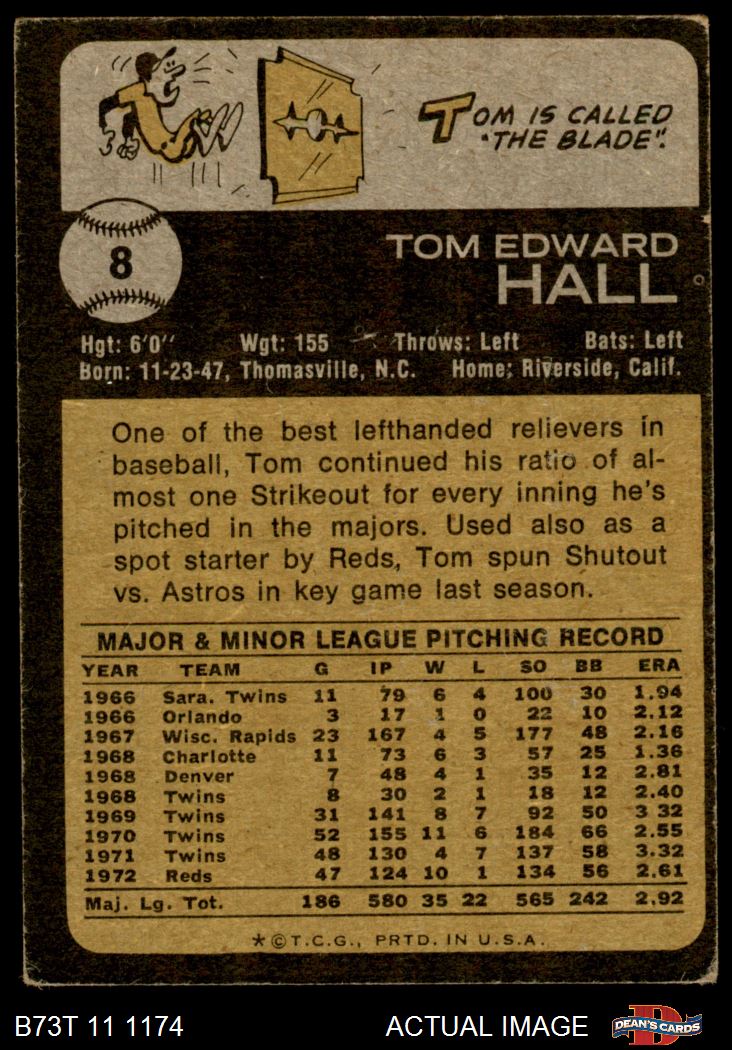 TOM IS CALLED
"THE BLADE".
8
TOM EDWARD
HALL
Hgt: 6'0'' Wgt: 155 Throws: Left Bats: Left
Born: 11-23-47, Thomasville, N.C. Home: Riverside, Calif.
One of the best lefthanded relievers in
baseball, Tom continued his ratio of al-
most one Strikeout for every inning he's
pitched in the majors. Used also as a
spot starter by Reds, Tom spun Shutout
vs. Astros in key game last season.
MAJOR & MINOR LEAGUE PITCHING RECORD
YEAR TEAM G IP W L SO BB ERA
1966 Sara. Twins 11 79 6 4 100 30 1.94
1966 Orlando 3 17 1 0 22 10 2.12
1967 Wisc. Rapids 23 167 4 5 177 48 2.16
1968 Charlotte 11 73 6 3 57 25 1.36
1968 Denver 7 48 4 1 35 12 2.81
1968 Twins 8 30 2 1 18 12 2.40
1969 Twins 31 141 8 7 92 50 3 32
1970 Twins 52 155 11 6 184 66 2.55
1971 Twins 48 130 4 7 137 58 3.32
1972 Reds 47 124 10 1 134 56 2.61
Maj. Lg. Tot. 186 580 35 22 565 242 2.92
*©T.C.G., PRTD. IN U.S.A.
B73T 11 1174 ACTUAL IMAGE DEAN'S CARDS